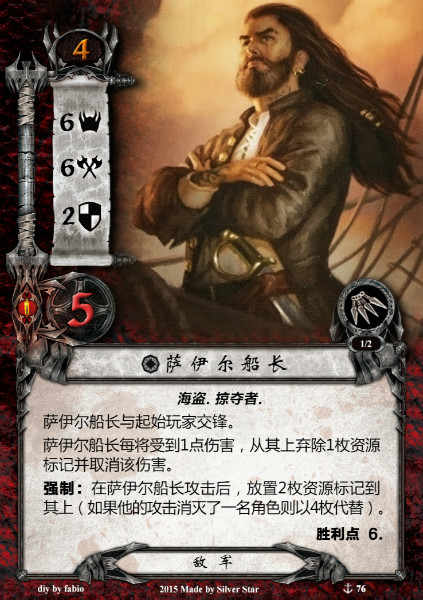 4
6
6
2
5
1/2
萨伊尔船长
海盗. 掠夺者.
萨伊尔船长与起始玩家交锋。
萨伊尔船长每将受到1点伤害，从其上弃除1枚资源
标记并取消该伤害。
强制：在萨伊尔船长攻击后，放置2枚资源标记到
其上（如果他的攻击消灭了一名角色则以4枚代替）。
胜利点 6.
敌军
diy by fabio 2015 Made by Silver Star 76